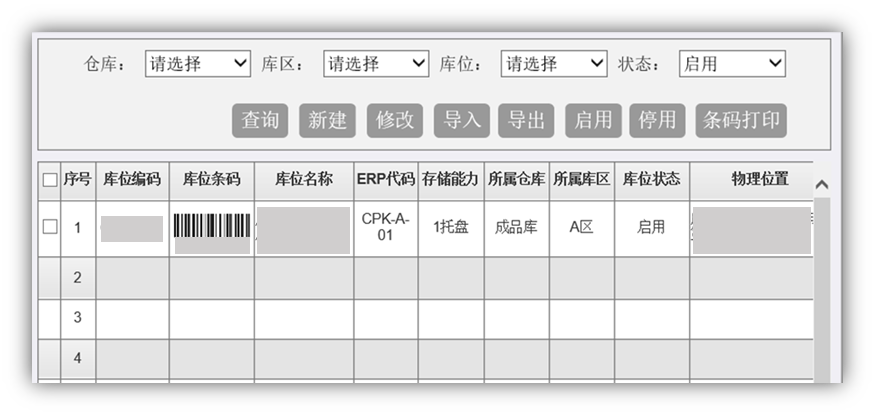 仓库： 请选择 库区： 请选择 库位： 请选择 状态： 启用
查询 新建 修改 导入 导出 启用 停用 条码打印
序号 库位编码 库位条码 库位名称 ERP代码 存储能力 所属仓库 所属库区 库位状态 物理位置
1 CPK-A-01 1托盘 成品库 A区 启用
2
3
4